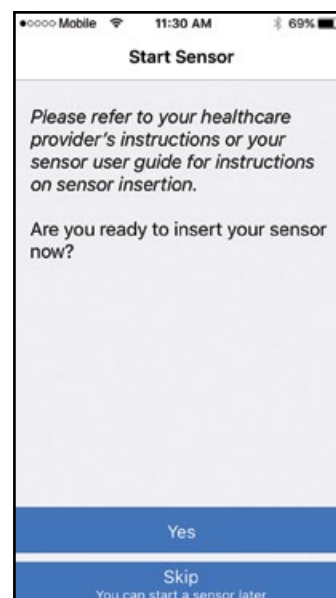 Mobile 11:30 AM 69%
Start Sensor
Please refer to your healthcare
provider's instructions or your
sensor user guide for instructions
on sensor insertion.
Are you ready to insert your sensor
now?
Yes
Skip
You can start a sensor later